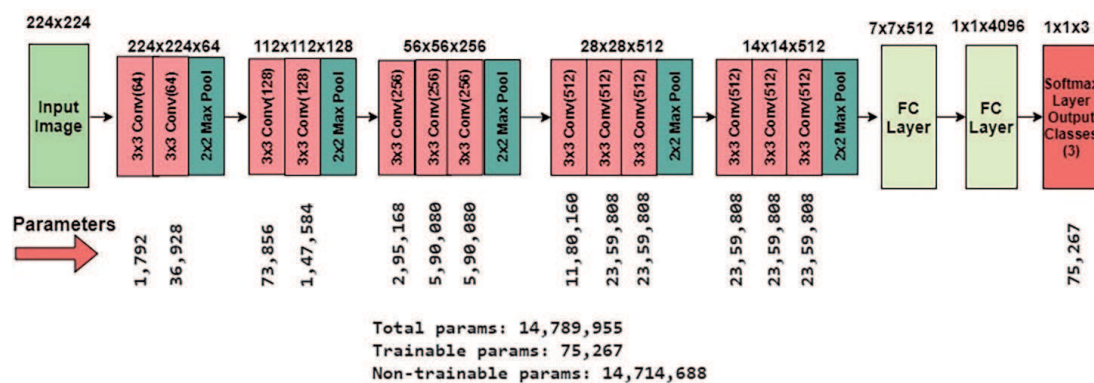 224x224
Input
Image
224x224x64
3x3 Conv(64)
3x3 Conv(64)
2x2 Max Pool
112x112x128
3x3 Conv(128)
3x3 Conv(128)
2x2 Max Pool
56x56x256
3x3 Conv(256)
3x3 Conv(256)
3x3 Conv(256)
2x2 Max Pool
28x28x512
3x3 Conv(512)
3x3 Conv(512)
3x3 Conv(512)
2x2 Max Pool
14x14x512
3x3 Conv(512)
3x3 Conv(512)
3x3 Conv(512)
2x2 Max Pool
7x7x512
FC
Layer
1x1x4096
FC
Layer
1x1x3
Softmax
Layer
Output
Classes
(3)
Parameters
1,792
36,928
73,856
1,47,584
2,95,168
5,90,080
5,90,080
11,80,160
23,59,808
23,59,808
23,59,808
23,59,808
23,59,808
75,267
Total params: 14,789,955
Trainable params: 75,267
Non-trainable params: 14,714,688